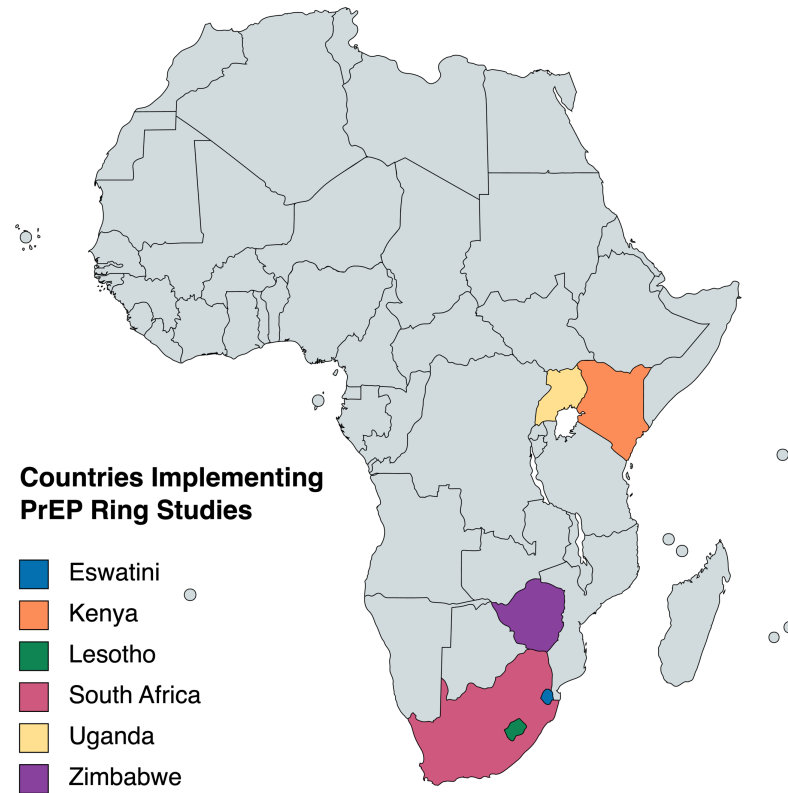 Countries Implementing
PrEP Ring Studies
Eswatini
Kenya
Lesotho
South Africa
Uganda
Zimbabwe